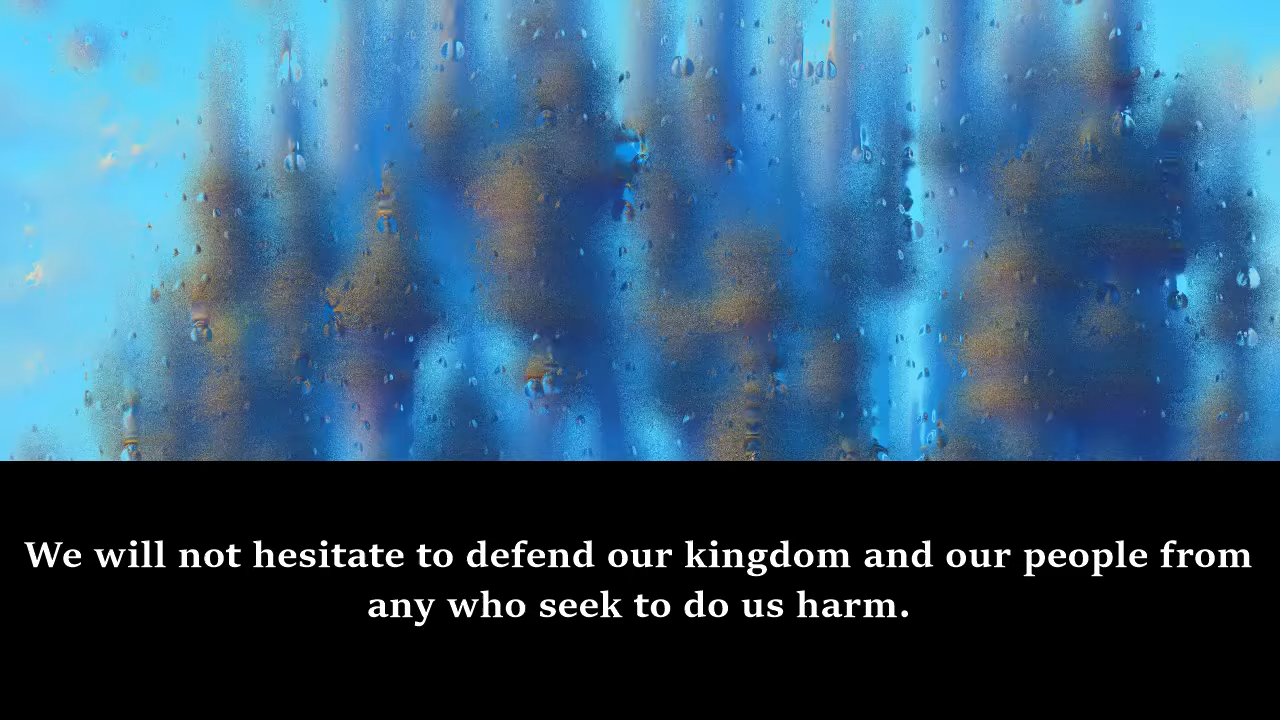 We will not hesitate to defend our kingdom and our people from
any who seek to do us harm.